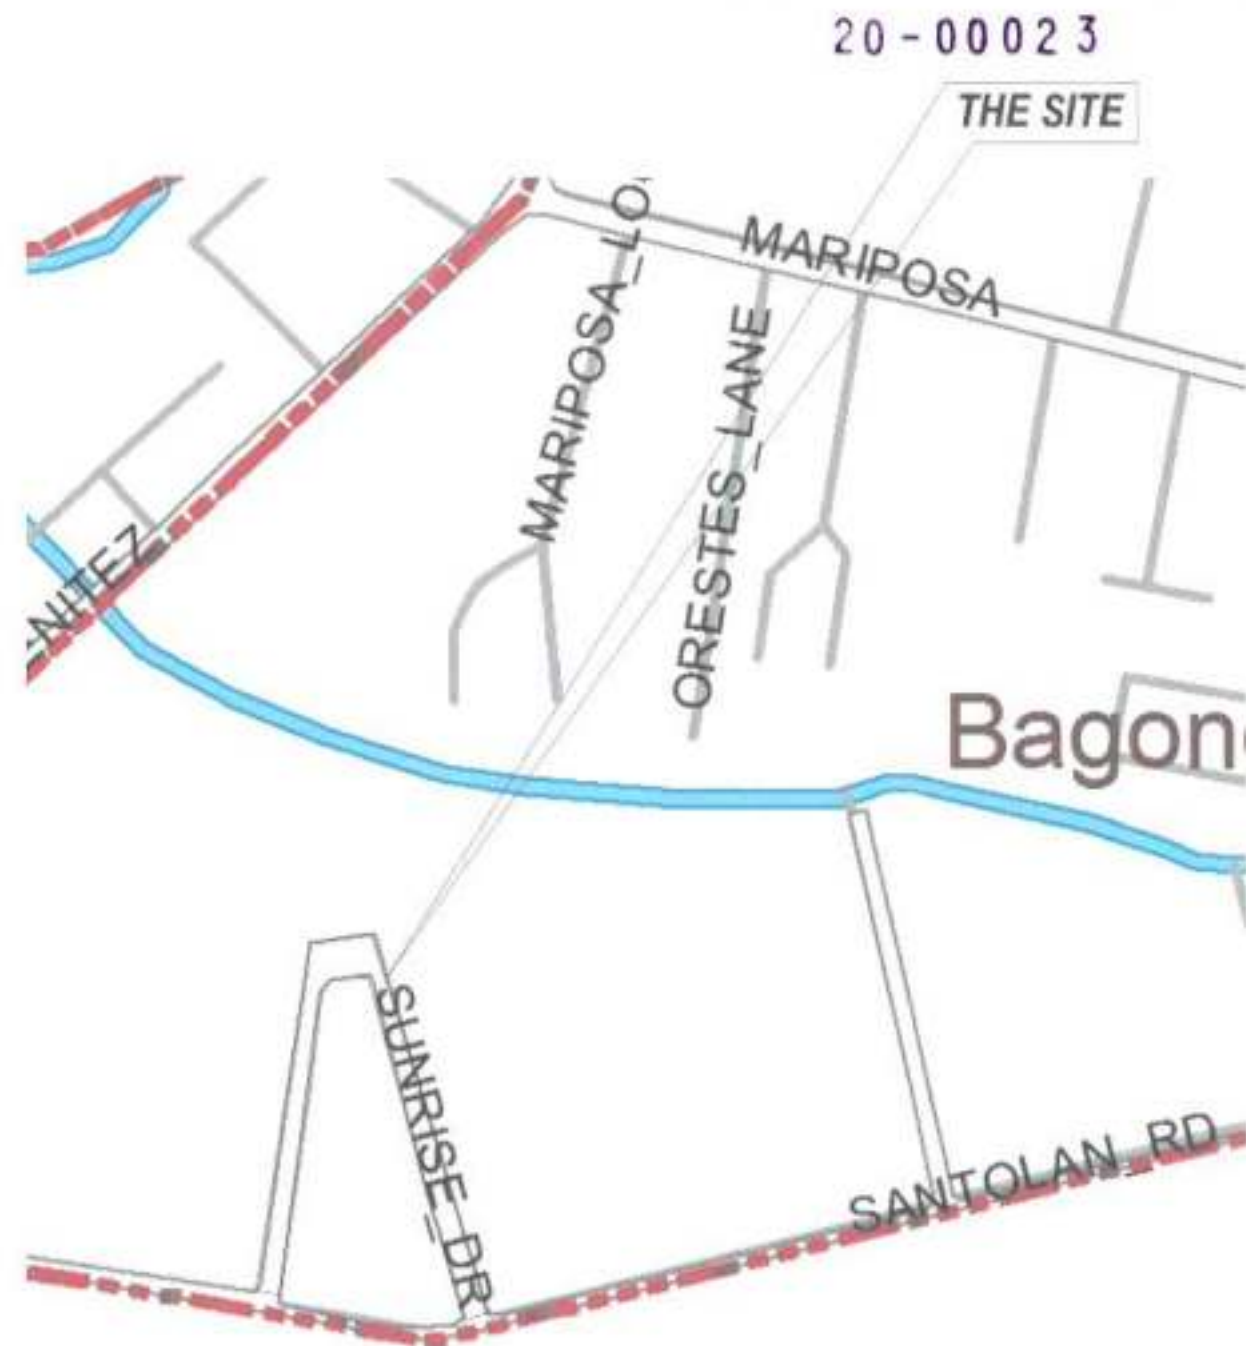 20-00023
THE SITE
MARIPOSA_LO
MARIPOSA
ORESTES_LANE
NITEZ
Bagon
SUNRISE_DR
SANTOLAN_RD